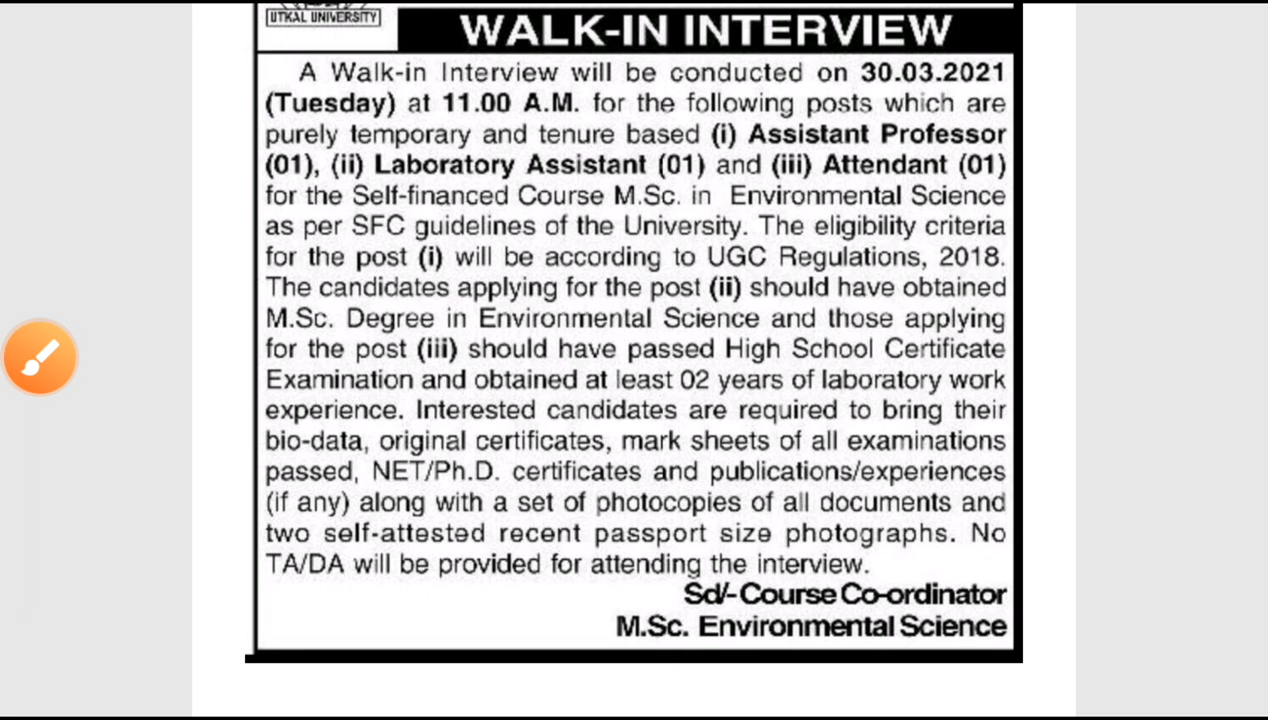 UTKAL UNIVERSITY
WALK-IN INTERVIEW
A Walk-in Interview will be conducted on 30.03.2021
(Tuesday) at 11.00 A.M. for the following posts which are
purely temporary and tenure based (i) Assistant Professor
(01), (ii) Laboratory Assistant (01) and (iii) Attendant (01)
for the Self-financed Course M.Sc. in Environmental Science
as per SFC guidelines of the University. The eligibility criteria
for the post (i) will be according to UGC Regulations, 2018.
The candidates applying for the post (ii) should have obtained
M.Sc. Degree in Environmental Science and those applying
for the post (iii) should have passed High School Certificate
Examination and obtained at least 02 years of laboratory work
experience. Interested candidates are required to bring their
bio-data, original certificates, mark sheets of all examinations
passed, NET/Ph.D. certificates and publications/experiences
(if any) along with a set of photocopies of all documents and
two self-attested recent passport size photographs. No
TA/DA will be provided for attending the interview.
Sd/- Course Co-ordinator
M.Sc. Environmental Science